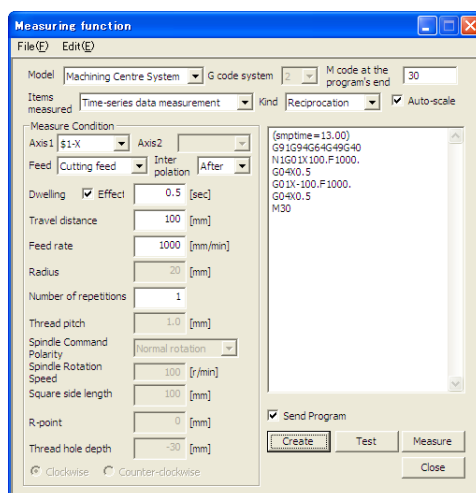 Measuring function
File(F) Edit(E)
Model Machining Centre System G code system 2 M code at the program's end 30
Items measured Time-series data measurement Kind Reciprocation Auto-scale
Measure Condition
Axis1 $1-X Axis2
Feed Cutting feed Inter polation After
Dwelling Effect 0.5 [sec]
Travel distance 100 [mm]
Feed rate 1000 [mm/min]
Radius 20 [mm]
Number of repetitions 1
Thread pitch 1.0 [mm]
Spindle Command Polarity Normal rotation
Spindle Rotation Speed 100 [r/min]
Square side length 100 [mm]
R-point 0 [mm]
Thread hole depth -30 [mm]
Clockwise Counter-clockwise
(smptime=13.00)
G91G94G64G49G40
N1G01X100.F1000.
G04X0.5
G01X-100.F1000.
G04X0.5
M30
Send Program
Create Test Measure
Close